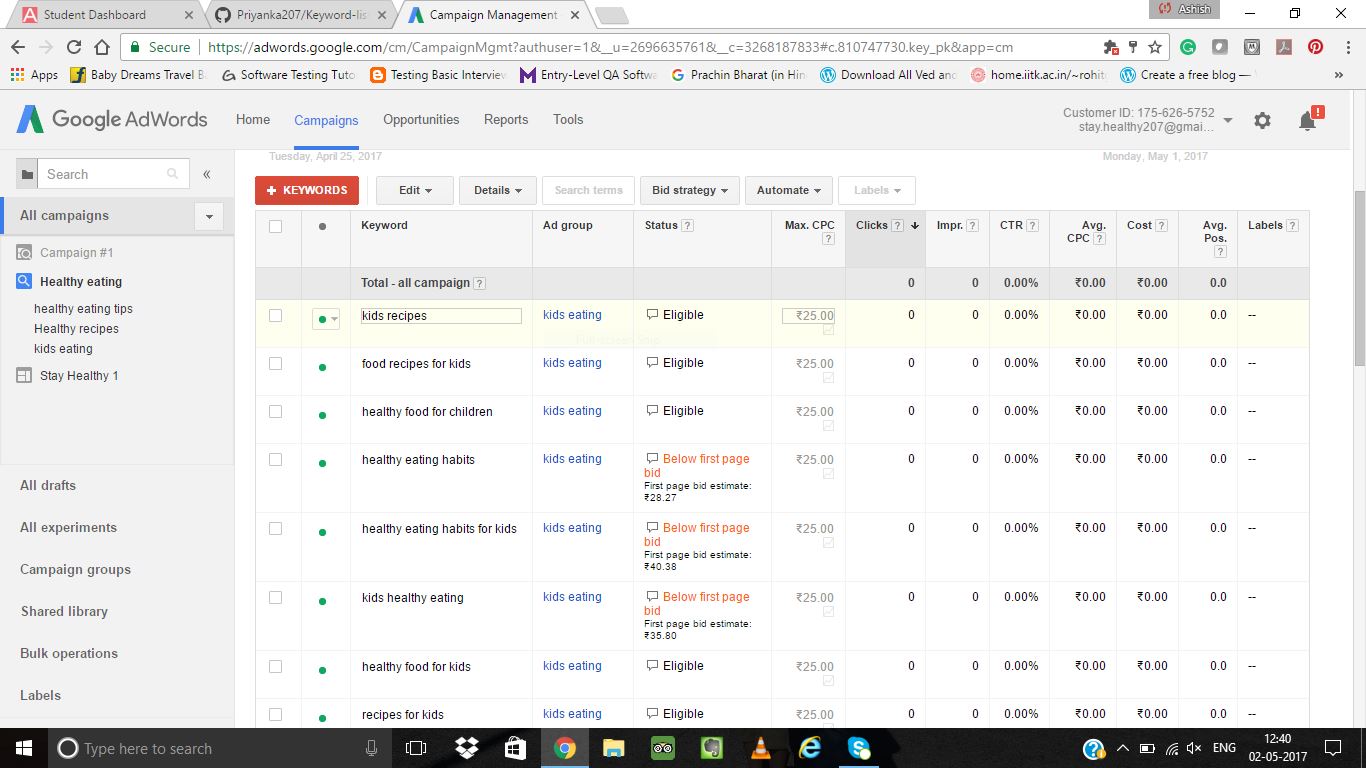 Student Dashboard
Priyanka207/Keyword-lis
Campaign Management
Ashish
Secure
https://adwords.google.com/cm/CampaignMgmt?authuser=1&__u=2696635761&__c=3268187833#c.810747730.key_pk&app=cm
Apps
Baby Dreams Travel B
Software Testing Tuto
Testing Basic Interview
Entry-Level QA Softwa
Prachin Bharat (in Hin
Download All Ved and
home.iitk.ac.in/~rohit
Create a free blog —
»
Google AdWords
Home
Campaigns
Opportunities
Reports
Tools
Customer ID: 175-626-5752
stay.healthy207@gmai...
!
Search
«
All campaigns
Campaign #1
Healthy eating
healthy eating tips
Healthy recipes
kids eating
Stay Healthy 1
All drafts
All experiments
Campaign groups
Shared library
Bulk operations
Labels
Tuesday, April 25, 2017
Monday, May 1, 2017
+ KEYWORDS
Edit
Details
Search terms
Bid strategy
Automate
Labels
Keyword Ad group Status ? Max. CPC ? Clicks ? Impr. ? CTR ? Avg. CPC ? Cost ? Avg. Pos. ? Labels ?
Total - all campaign ? 0 0 0.00% ₹0.00 ₹0.00 0.0
kids recipes kids eating Eligible ₹25.00 0 0 0.00% ₹0.00 ₹0.00 0.0 --
Full-screen Snip
food recipes for kids kids eating Eligible ₹25.00 0 0 0.00% ₹0.00 ₹0.00 0.0 --
healthy food for children kids eating Eligible ₹25.00 0 0 0.00% ₹0.00 ₹0.00 0.0 --
healthy eating habits kids eating Below first page ₹25.00 0 0 0.00% ₹0.00 ₹0.00 0.0 --
bid
First page bid estimate:
₹28.27
healthy eating habits for kids kids eating Below first page ₹25.00 0 0 0.00% ₹0.00 ₹0.00 0.0 --
bid
First page bid estimate:
₹40.38
kids healthy eating kids eating Below first page ₹25.00 0 0 0.00% ₹0.00 ₹0.00 0.0 --
bid
First page bid estimate:
₹35.80
healthy food for kids kids eating Eligible ₹25.00 0 0 0.00% ₹0.00 ₹0.00 0.0 --
recipes for kids kids eating Eligible ₹25.00 0 0 0.00% ₹0.00 ₹0.00 0.0 --
Type here to search
ENG
12:40
02-05-2017